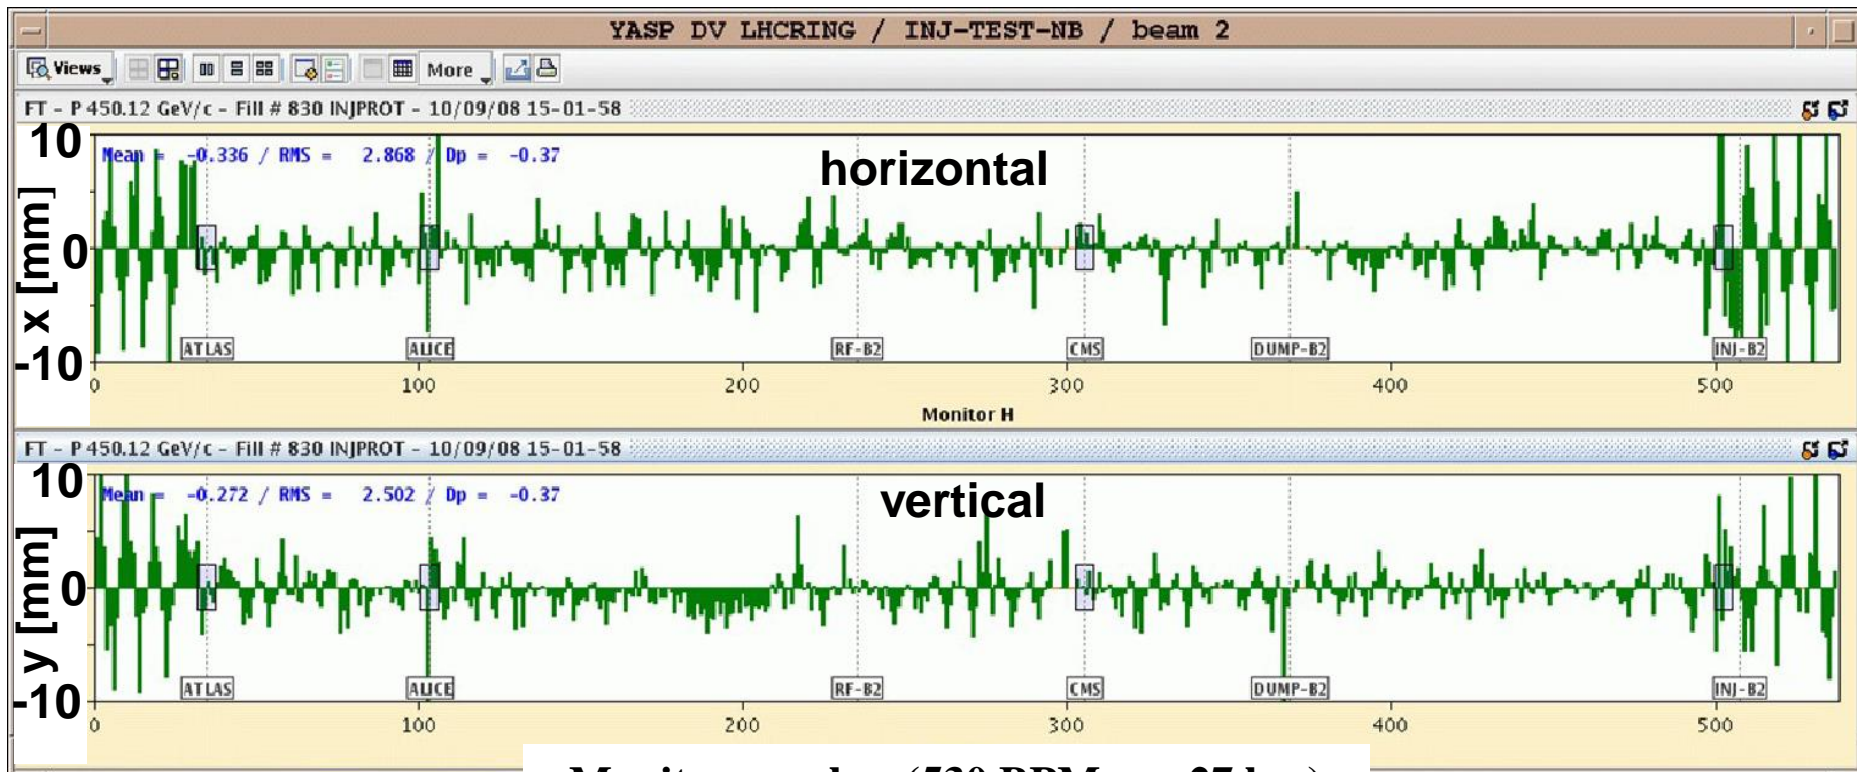 YASP DV LHCRING / INJ-TEST-NB / beam 2
Views More
FT - P 450.12 GeV/c - Fill # 830 INJPROT - 10/09/08 15-01-58
Mean = -0.336 / RMS = 2.868 / Dp = -0.37
horizontal
x [mm]
10
0
-10
ATLAS ALICE RF-B2 CMS DUMP-B2 INJ-B2
0 100 200 300 400 500
Monitor H
FT - P 450.12 GeV/c - Fill # 830 INJPROT - 10/09/08 15-01-58
Mean = -0.272 / RMS = 2.502 / Dp = -0.37
vertical
y [mm]
10
0
-10
ATLAS ALICE RF-B2 CMS DUMP-B2 INJ-B2
0 100 200 300 400 500
(530 27